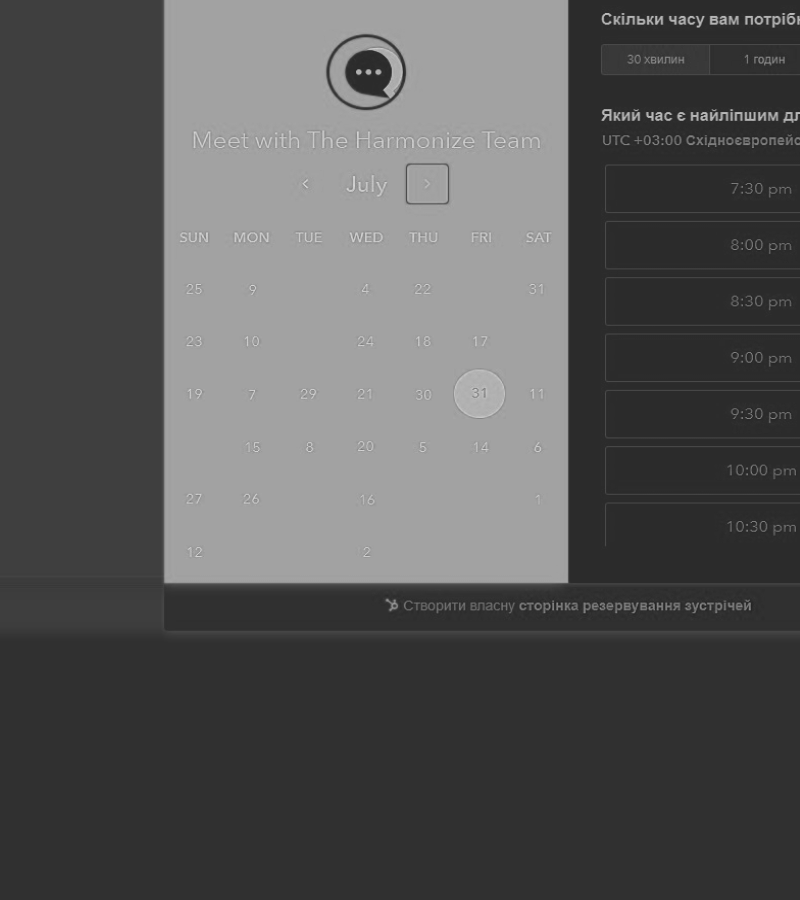 Meet with The Harmonize Team
July
SUN MON TUE WED THU FRI SAT
25 9 4 22 31
23 10 24 18 17
19 7 29 21 30 31 11
15 8 20 5 14 6
27 26 16 1
12 2
Скільки часу вам потрібн
30 хвилин 1 годин
Який час є найліпшим дл
UTC +03:00 Східноєвропейс
7:30 pm
8:00 pm
8:30 pm
9:00 pm
9:30 pm
10:00 pm
10:30 pm
Створити власну сторінка резервування зустрічей